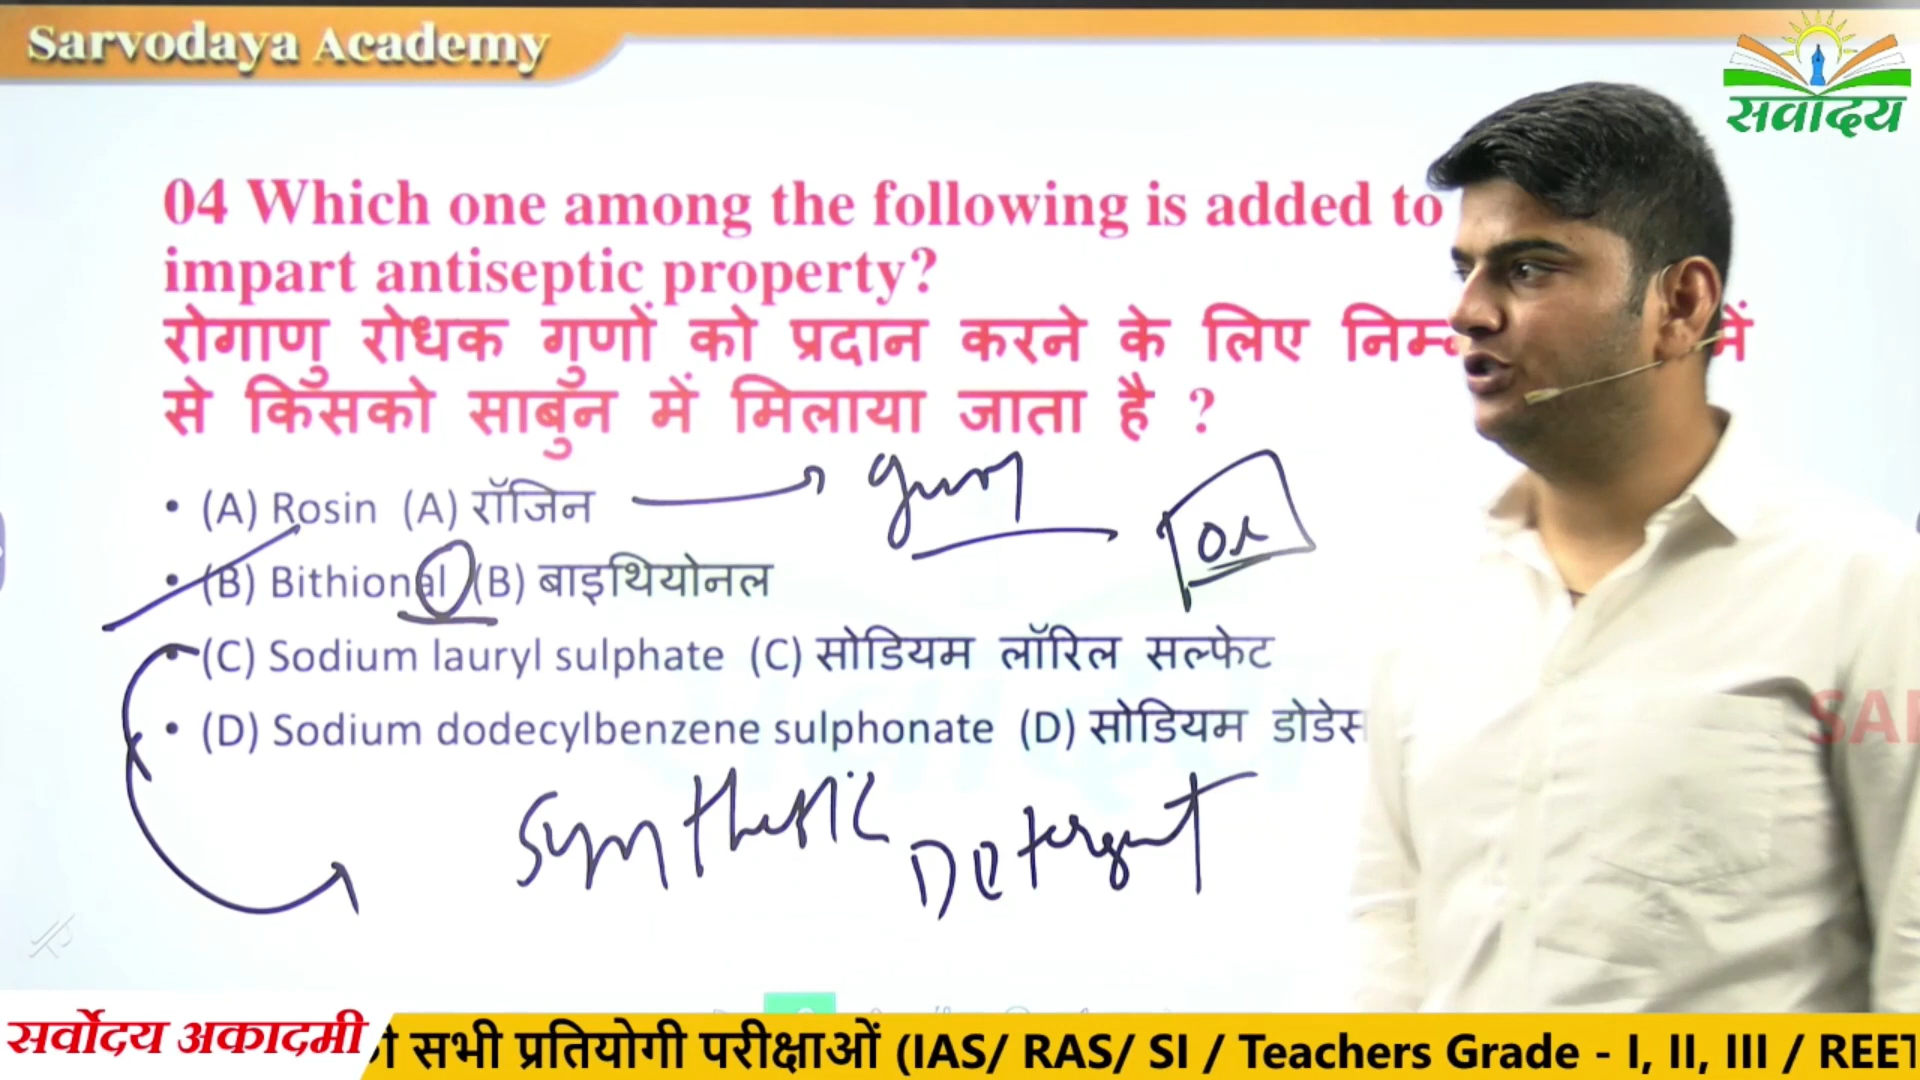 Sarvodaya Academy
सर्वोदय
04 Which one among the following is added to
impart antiseptic property?
रोगाणु रोधक गुणों को प्रदान करने के लिए में
से किसको साबुन में मिलाया जाता है ?
• (A) Rosin (A) रॉजिन
gum
• (B) Bithional (B) बाइथियोनल
ol
• (C) Sodium lauryl sulphate (C) सोडियम लॉरिल सल्फेट
• (D) Sodium dodecylbenzene sulphonate (D) सोडियम डोडेस
SAR
Synthetic Detergent
सर्वोदय अकादमी सभी प्रतियोगी परीक्षाओं (IAS/ RAS/ SI / Teachers Grade - I, II, III / REET